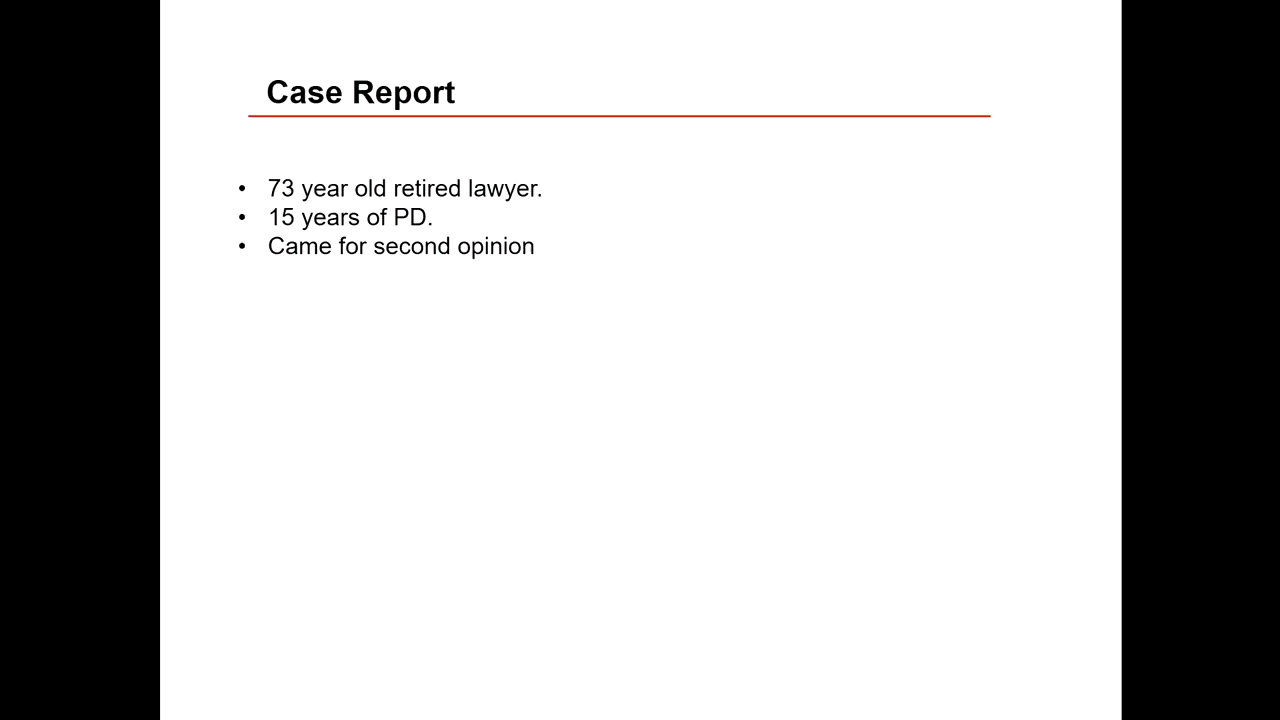 Case Report
• 73 year old retired lawyer.
• 15 years of PD.
• Came for second opinion